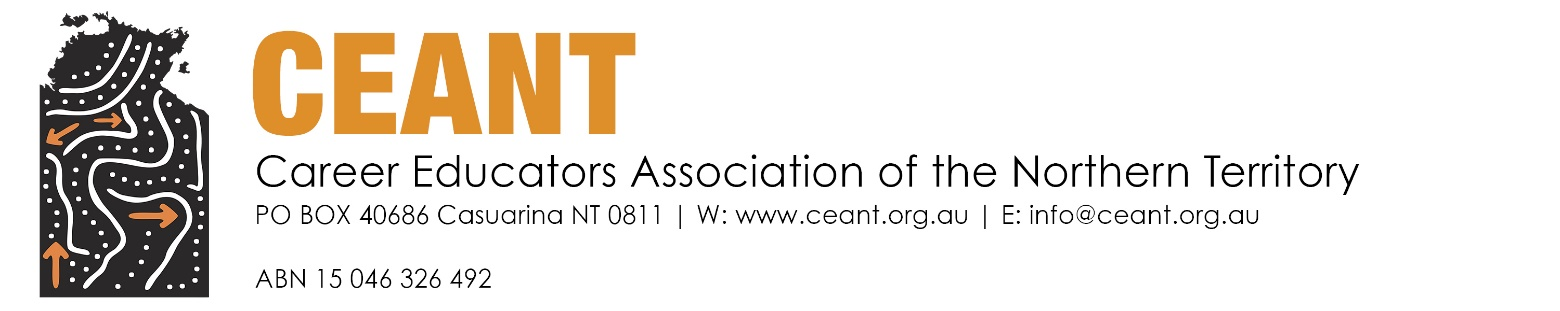 CEANT
Career Educators Association of the Northern Territory
PO BOX 40686 Casuarina NT 0811 | W: www.ceant.org.au | E: info@ceant.org.au
ABN 15 046 326 492